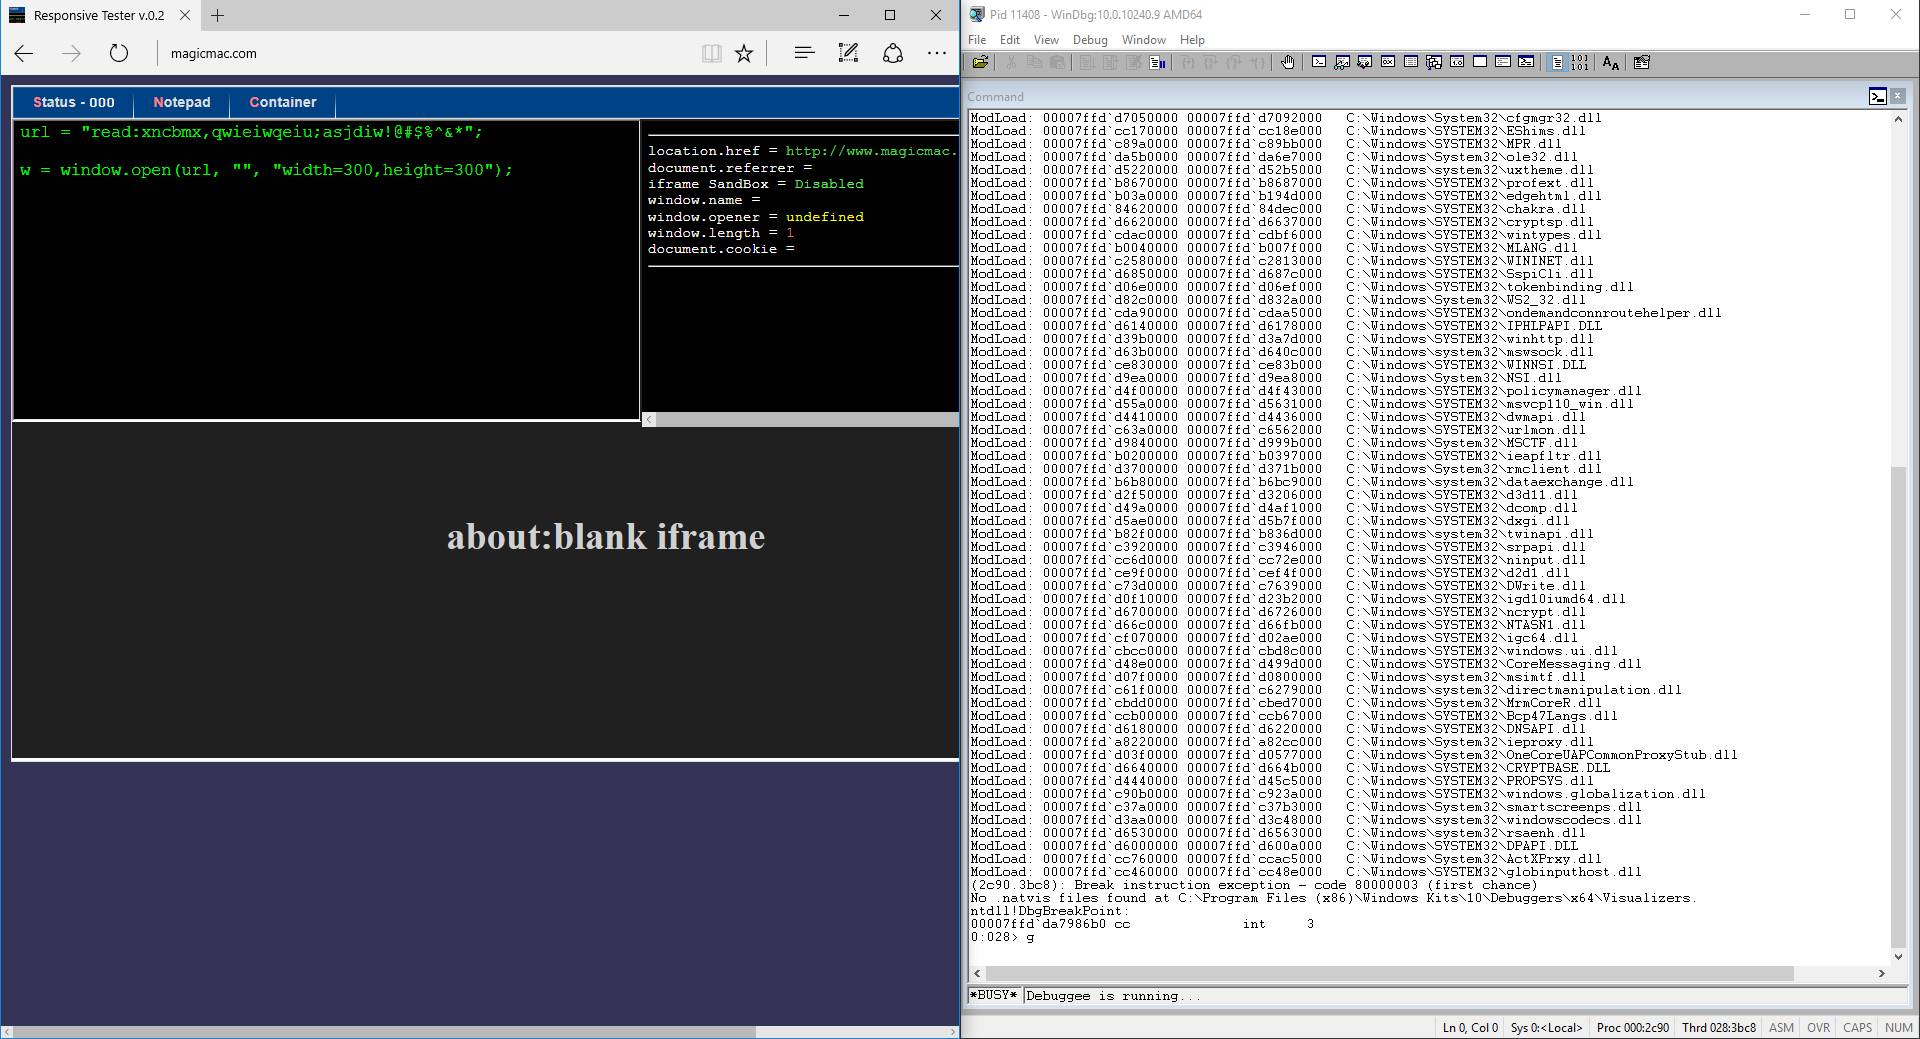 Responsive Tester v.0.2
magicmac.com
Status - 000 Notepad Container
url = "read:xncbmx,qwieiwqeiu;asjdiw!@#$%^&*";
w = window.open(url, "", "width=300,height=300");
location.href = http://www.magicmac.
document.referrer =
iframe SandBox = Disabled
window.name =
window.opener = undefined
window.length = 1
document.cookie =
about:blank iframe
Pid 11408 - WinDbg:10.0.10240.9 AMD64
File Edit View Debug Window Help
Command
ModLoad: 00007ffd`d7050000 00007ffd`d7092000 C:\Windows\System32\cfgmgr32.dll
ModLoad: 00007ffd`cc170000 00007ffd`cc18e000 C:\Windows\SYSTEM32\EShims.dll
ModLoad: 00007ffd`c89a0000 00007ffd`c89bb000 C:\Windows\SYSTEM32\MPR.dll
ModLoad: 00007ffd`da5b0000 00007ffd`da6e7000 C:\Windows\System32\ole32.dll
ModLoad: 00007ffd`d5220000 00007ffd`d52b5000 C:\Windows\system32\uxtheme.dll
ModLoad: 00007ffd`b8670000 00007ffd`b8687000 C:\Windows\SYSTEM32\profext.dll
ModLoad: 00007ffd`b03a0000 00007ffd`b194d000 C:\Windows\SYSTEM32\edgehtml.dll
ModLoad: 00007ffd`84620000 00007ffd`84dec000 C:\Windows\SYSTEM32\chakra.dll
ModLoad: 00007ffd`d6620000 00007ffd`d6637000 C:\Windows\SYSTEM32\cryptsp.dll
ModLoad: 00007ffd`cdac0000 00007ffd`cdbf6000 C:\Windows\SYSTEM32\wintypes.dll
ModLoad: 00007ffd`b0040000 00007ffd`b007f000 C:\Windows\SYSTEM32\MLANG.dll
ModLoad: 00007ffd`c2580000 00007ffd`c2813000 C:\Windows\SYSTEM32\WININET.dll
ModLoad: 00007ffd`d6850000 00007ffd`d687c000 C:\Windows\SYSTEM32\SspiCli.dll
ModLoad: 00007ffd`d06e0000 00007ffd`d06ef000 C:\Windows\SYSTEM32\tokenbinding.dll
ModLoad: 00007ffd`d82c0000 00007ffd`d832a000 C:\Windows\System32\WS2_32.dll
ModLoad: 00007ffd`cda90000 00007ffd`cdaa5000 C:\Windows\SYSTEM32\ondemandconnroutehelper.dll
ModLoad: 00007ffd`d6140000 00007ffd`d6178000 C:\Windows\SYSTEM32\IPHLPAPI.DLL
ModLoad: 00007ffd`d39b0000 00007ffd`d3a7d000 C:\Windows\SYSTEM32\winhttp.dll
ModLoad: 00007ffd`d63b0000 00007ffd`d640c000 C:\Windows\system32\mswsock.dll
ModLoad: 00007ffd`ce830000 00007ffd`ce83b000 C:\Windows\SYSTEM32\WINNSI.DLL
ModLoad: 00007ffd`d9ea0000 00007ffd`d9ea8000 C:\Windows\System32\NSI.dll
ModLoad: 00007ffd`d4f00000 00007ffd`d4f43000 C:\Windows\SYSTEM32\policymanager.dll
ModLoad: 00007ffd`d55a0000 00007ffd`d5631000 C:\Windows\SYSTEM32\msvcp110_win.dll
ModLoad: 00007ffd`d4410000 00007ffd`d4436000 C:\Windows\SYSTEM32\dwmapi.dll
ModLoad: 00007ffd`c63a0000 00007ffd`c6562000 C:\Windows\SYSTEM32\urlmon.dll
ModLoad: 00007ffd`d9840000 00007ffd`d999b000 C:\Windows\System32\MSCTF.dll
ModLoad: 00007ffd`b0200000 00007ffd`b0397000 C:\Windows\System32\ieapfltr.dll
ModLoad: 00007ffd`d3700000 00007ffd`d371b000 C:\Windows\SYSTEM32\rmclient.dll
ModLoad: 00007ffd`b6b80000 00007ffd`b6bc9000 C:\Windows\system32\dataexchange.dll
ModLoad: 00007ffd`d2f50000 00007ffd`d3206000 C:\Windows\SYSTEM32\d3d11.dll
ModLoad: 00007ffd`d49a0000 00007ffd`d4af1000 C:\Windows\SYSTEM32\dcomp.dll
ModLoad: 00007ffd`d5ae0000 00007ffd`d5b7f000 C:\Windows\SYSTEM32\dxgi.dll
ModLoad: 00007ffd`b82f0000 00007ffd`b836d000 C:\Windows\System32\twinapi.dll
ModLoad: 00007ffd`c3920000 00007ffd`c3946000 C:\Windows\SYSTEM32\srpapi.dll
ModLoad: 00007ffd`cc6d0000 00007ffd`cc72e000 C:\Windows\SYSTEM32\ninput.dll
ModLoad: 00007ffd`ce9f0000 00007ffd`cef4f000 C:\Windows\SYSTEM32\d2d1.dll
ModLoad: 00007ffd`c73d0000 00007ffd`c7639000 C:\Windows\SYSTEM32\DWrite.dll
ModLoad: 00007ffd`d0f10000 00007ffd`d23b2000 C:\Windows\SYSTEM32\igd10iumd64.dll
ModLoad: 00007ffd`d6700000 00007ffd`d6726000 C:\Windows\SYSTEM32\ncrypt.dll
ModLoad: 00007ffd`d66c0000 00007ffd`d66fb000 C:\Windows\SYSTEM32\NTASN1.dll
ModLoad: 00007ffd`cf070000 00007ffd`d02ae000 C:\Windows\SYSTEM32\igc64.dll
ModLoad: 00007ffd`cbcc0000 00007ffd`cbd8c000 C:\Windows\System32\windows.ui.dll
ModLoad: 00007ffd`d48e0000 00007ffd`d499d000 C:\Windows\SYSTEM32\CoreMessaging.dll
ModLoad: 00007ffd`d07f0000 00007ffd`d0800000 C:\Windows\SYSTEM32\msimtf.dll
ModLoad: 00007ffd`c61f0000 00007ffd`c6279000 C:\Windows\system32\directmanipulation.dll
ModLoad: 00007ffd`cbdd0000 00007ffd`cbed7000 C:\Windows\SYSTEM32\MrmCoreR.dll
ModLoad: 00007ffd`ccb00000 00007ffd`ccb67000 C:\Windows\SYSTEM32\Bcp47Langs.dll
ModLoad: 00007ffd`d6180000 00007ffd`d6220000 C:\Windows\SYSTEM32\DNSAPI.dll
ModLoad: 00007ffd`a8220000 00007ffd`a82cc000 C:\Windows\System32\ieproxy.dll
ModLoad: 00007ffd`d03f0000 00007ffd`d0577000 C:\Windows\System32\OneCoreUAPCommonProxyStub.dll
ModLoad: 00007ffd`d6640000 00007ffd`d664b000 C:\Windows\SYSTEM32\CRYPTBASE.DLL
ModLoad: 00007ffd`d4440000 00007ffd`d45c5000 C:\Windows\SYSTEM32\PROPSYS.dll
ModLoad: 00007ffd`c90b0000 00007ffd`c923a000 C:\Windows\SYSTEM32\windows.globalization.dll
ModLoad: 00007ffd`c37a0000 00007ffd`c37b3000 C:\Windows\System32\smartscreenps.dll
ModLoad: 00007ffd`d3aa0000 00007ffd`d3c48000 C:\Windows\system32\windowscodecs.dll
ModLoad: 00007ffd`d6530000 00007ffd`d6563000 C:\Windows\system32\rsaenh.dll
ModLoad: 00007ffd`d6000000 00007ffd`d600a000 C:\Windows\SYSTEM32\DPAPI.DLL
ModLoad: 00007ffd`cc760000 00007ffd`ccac5000 C:\Windows\System32\ActXPrxy.dll
ModLoad: 00007ffd`cc460000 00007ffd`cc48e000 C:\Windows\SYSTEM32\globinputhost.dll
(2c90.3bc8): Break instruction exception - code 80000003 (first chance)
No .natvis files found at C:\Program Files (x86)\Windows Kits\10\Debuggers\x64\Visualizers.
ntdll!DbgBreakPoint:
00007ffd`da7986b0 cc int 3
0:028> g
*BUSY* Debuggee is running...
Ln 0, Col 0 Sys 0:<Local> Proc 000:2c90 Thrd 028:3bc8 ASM OVR CAPS NUM